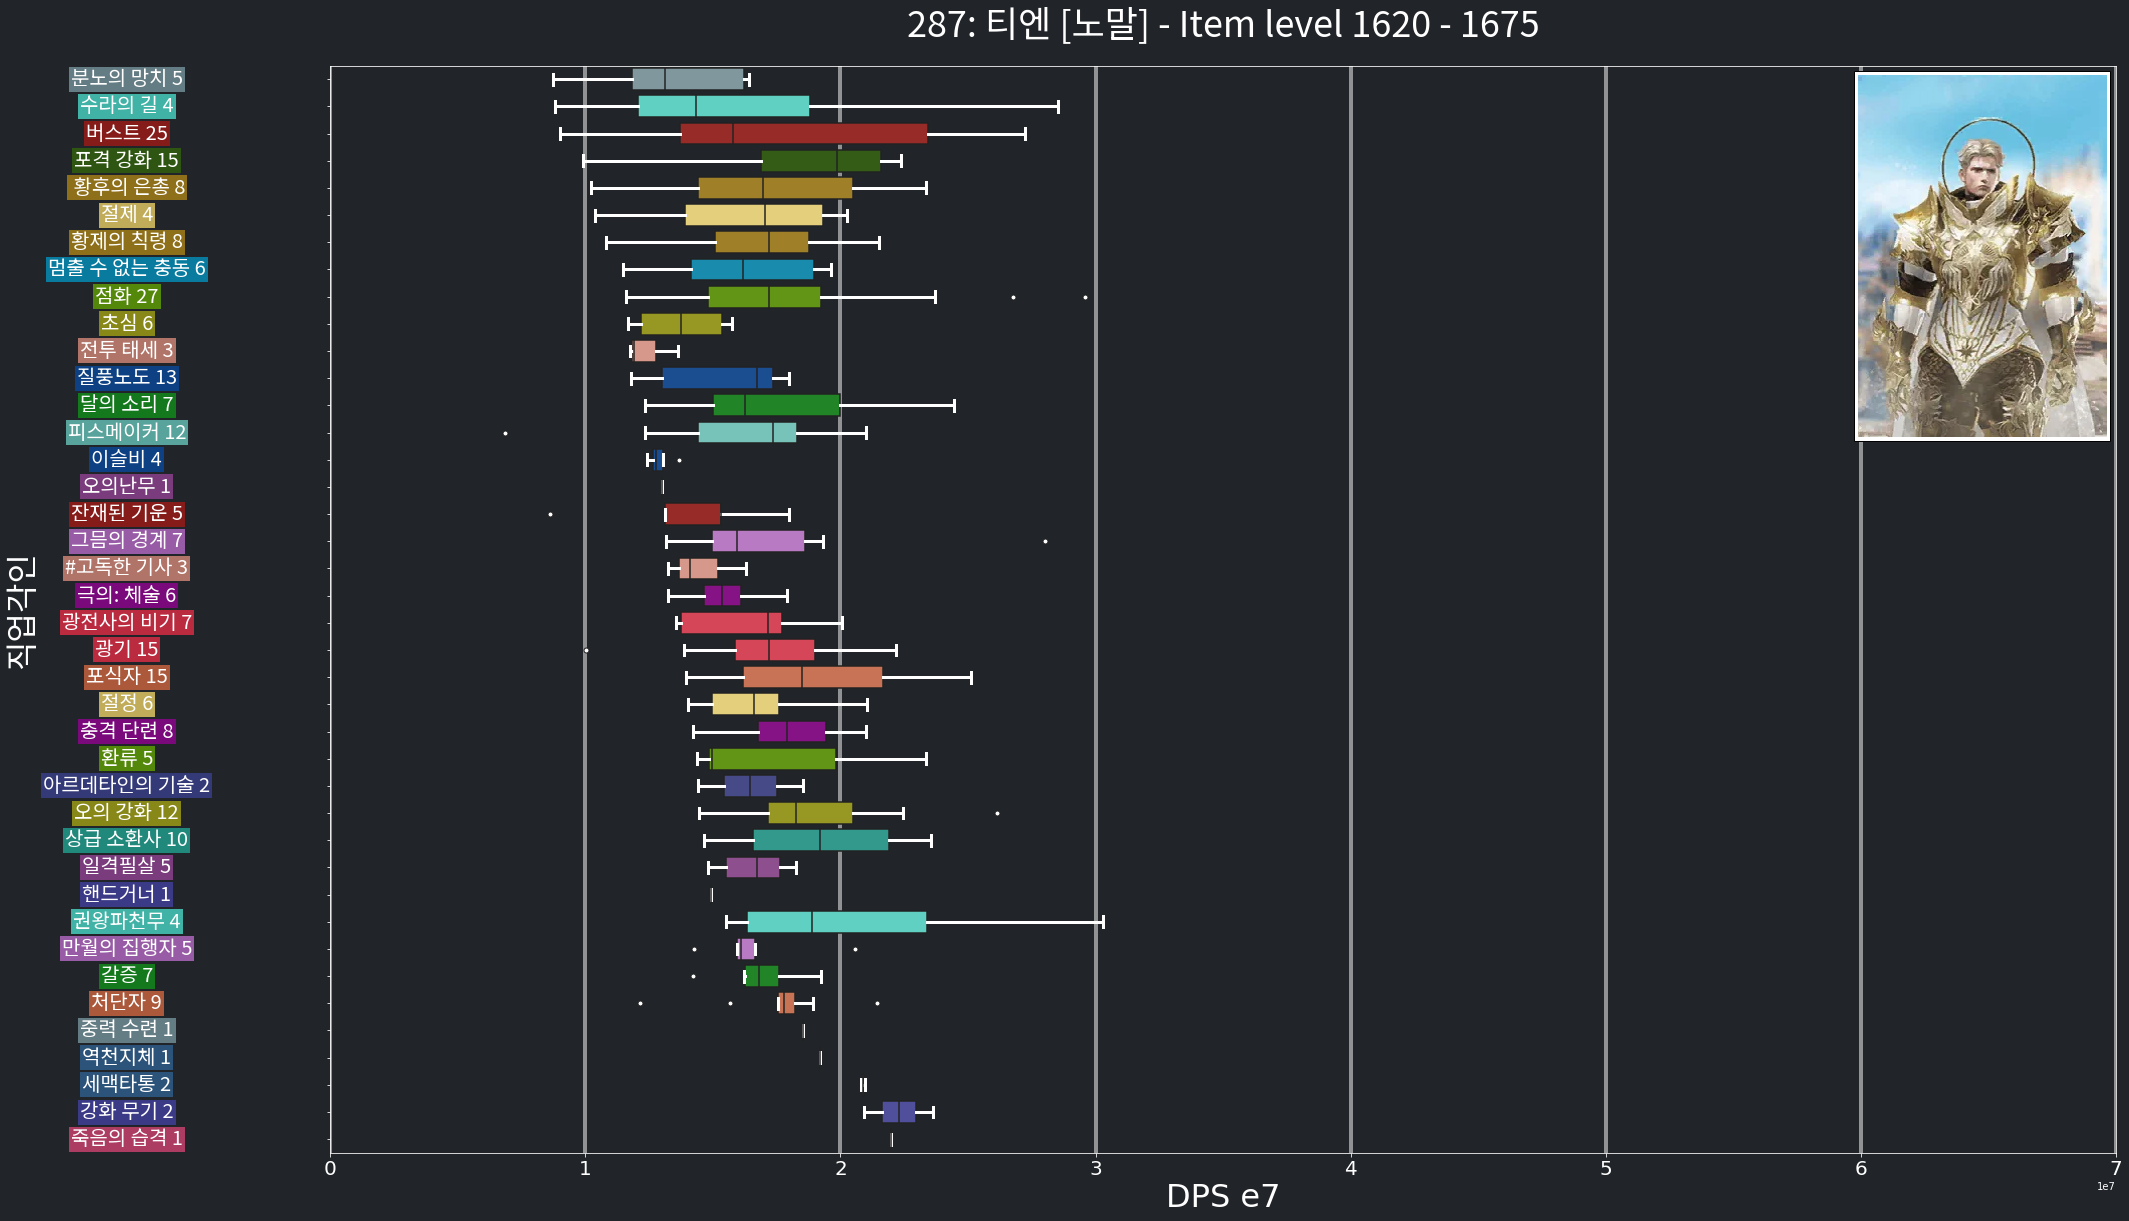 287: 티엔 [노말] - Item level 1620 - 1675
분노의 망치 5
수라의 길 4
버스트 25
포격 강화 15
황후의 은총 8
절제 4
황제의 칙령 8
멈출 수 없는 충동 6
점화 27
초심 6
전투 태세 3
질풍노도 13
달의 소리 7
피스메이커 12
이슬비 4
오의난무 1
잔재된 기운 5
그믐의 경계 7
#고독한 기사 3
극의: 체술 6
광전사의 비기 7
광기 15
포식자 15
절정 6
충격 단련 8
환류 5
아르데타인의 기술 2
오의 강화 12
상급 소환사 10
일격필살 5
핸드거너 1
권왕파천무 4
만월의 집행자 5
갈증 7
처단자 9
중력 수련 1
역천지체 1
세맥타통 2
강화 무기 2
죽음의 습격 1
직업각인
0 1 2 3 4 5 6 7
1e7
DPS e7